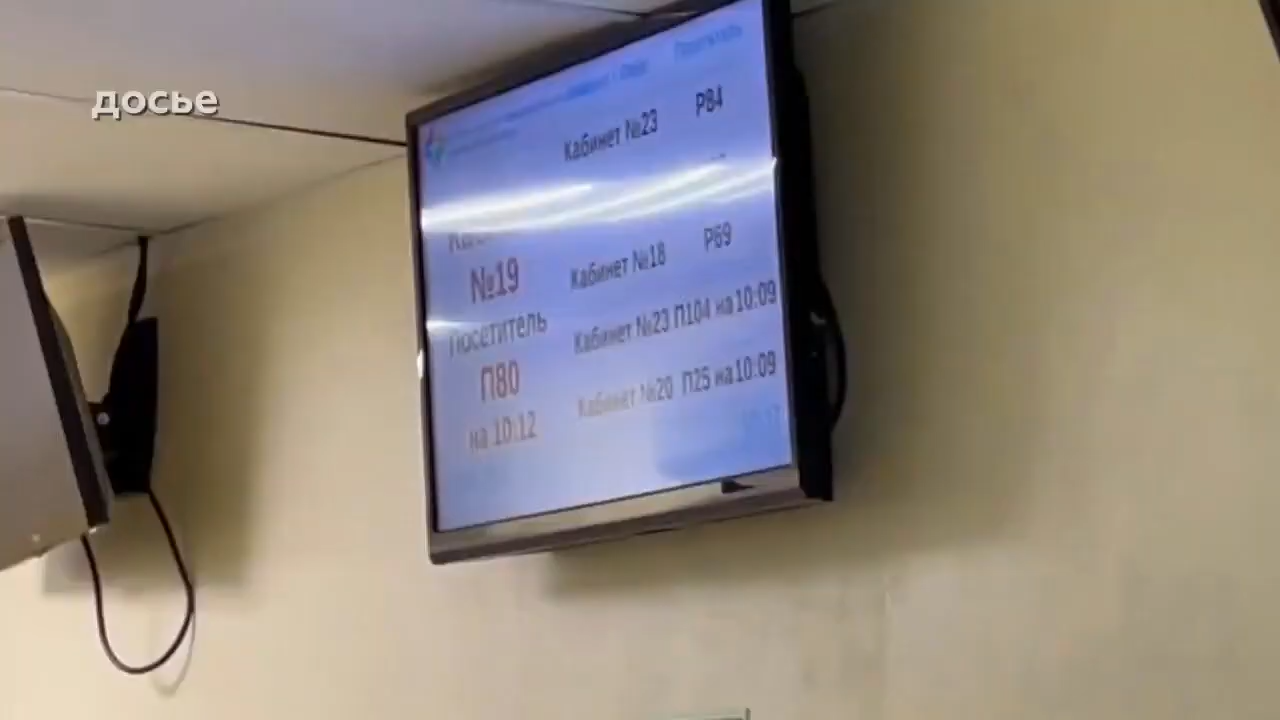 досье
Посетитель
Кабинет №23 Р84
№19
Кабинет №18 Р69
Посетитель
Кабинет №23 П104 на 10:09
П80
Кабинет №20 П25 на 10:09
на 10:12